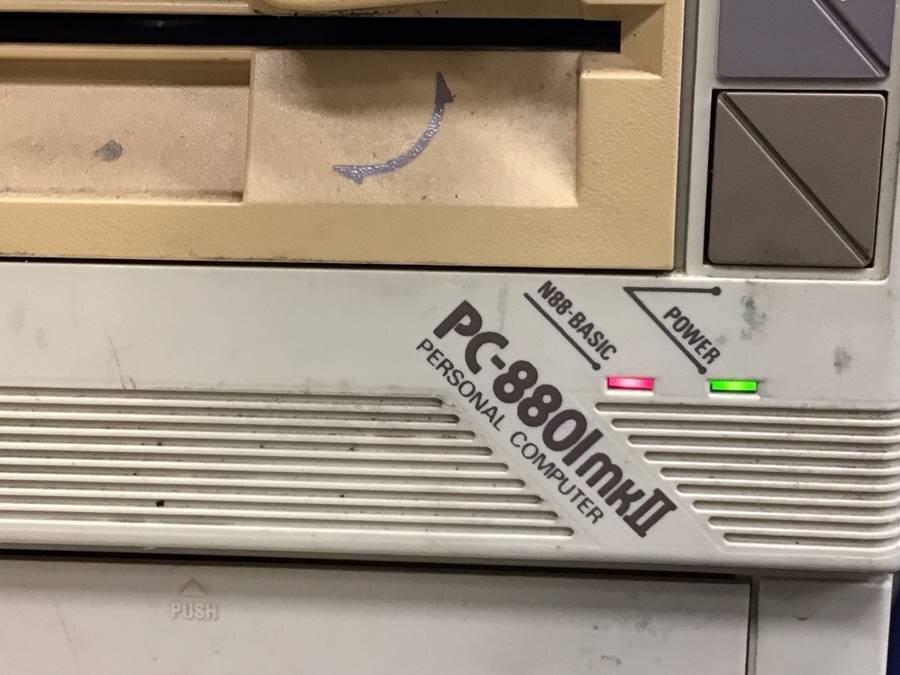 N88-BASIC
POWER
PC-8801mkII
PERSONAL COMPUTER
PUSH